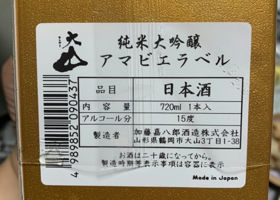 大山
純米大吟醸
アマビエラベル
品目 日本酒
内容量 720ml 1本入
アルコール分 15度
製造者 加藤嘉八郎酒造株式会社
山形県鶴岡市大山3丁目1-38
お酒は二十歳になってから。
製造時期等表示事項は容器に表示
Made in Japan
4989852090437